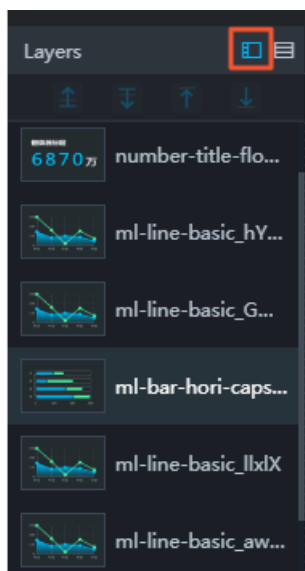 Layers
6870万
number-title-flo...
ml-line-basic_hY...
ml-line-basic_G...
ml-bar-hori-caps...
ml-line-basic_llxlX
ml-line-basic_aw...